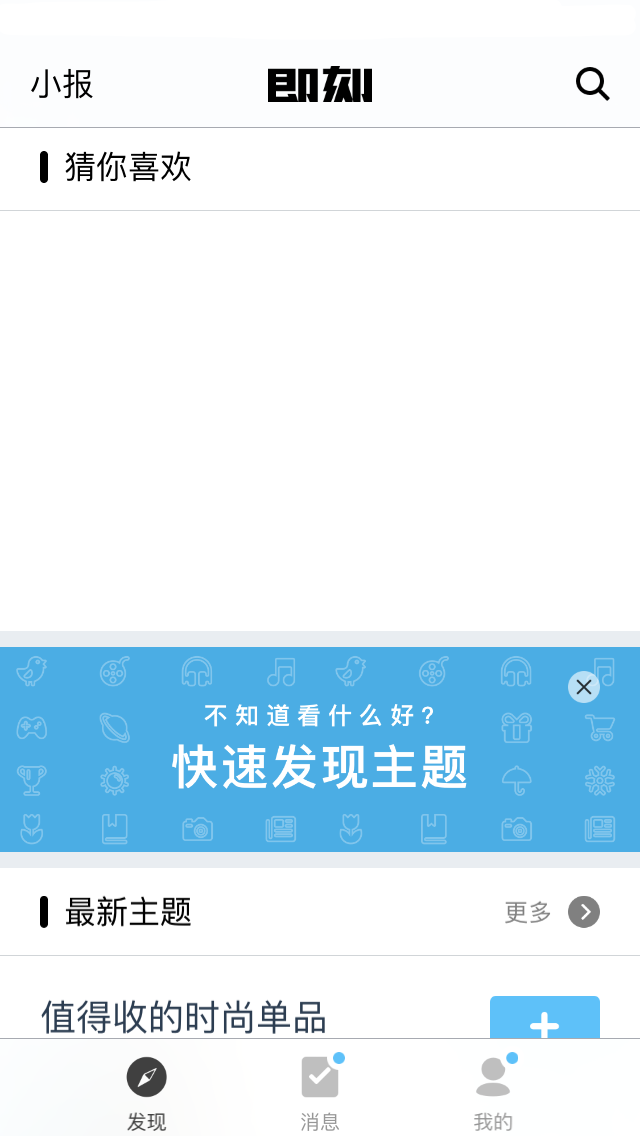 小报
即刻
猜你喜欢
不知道看什么好?
快速发现主题
最新主题
更多
值得收的时尚单品
发现
消息
我的